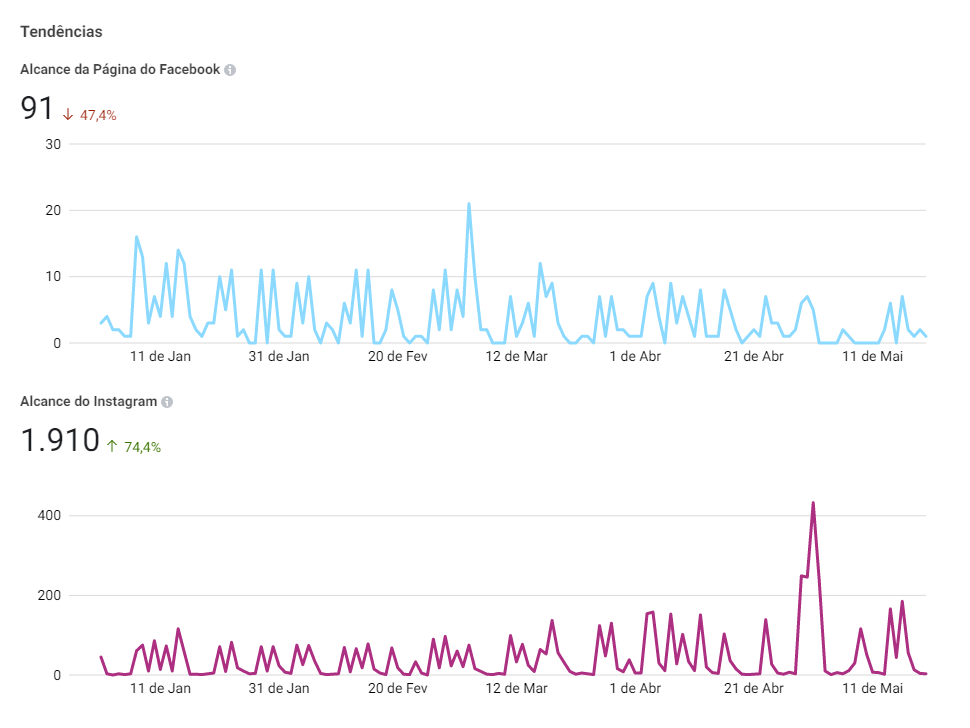 Tendências
Alcance da Página do Facebook
91 ↓ 47,4%
30
20
10
0
11 de Jan 31 de Jan 20 de Fev 12 de Mar 1 de Abr 21 de Abr 11 de Mai
Alcance do Instagram
1.910 ↑ 74,4%
400
200
0
11 de Jan 31 de Jan 20 de Fev 12 de Mar 1 de Abr 21 de Abr 11 de Mai